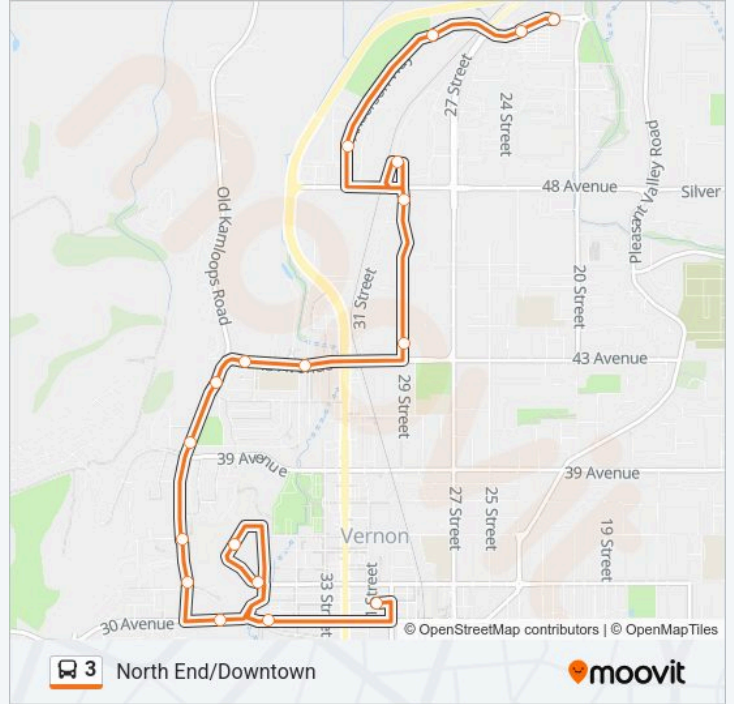 27 Street
24 Street
Pleasant Valley Road
48 Avenue
Silver
Old Kamloops Road
31 Street
20 Street
43 Avenue
29 Street
39 Avenue
39 Avenue
27 Street
25 Street
19 Street
Vernon
33 Street
Street
30 Avenue
© OpenStreetMap contributors | © OpenMapTiles
3 North End/Downtown
moovit